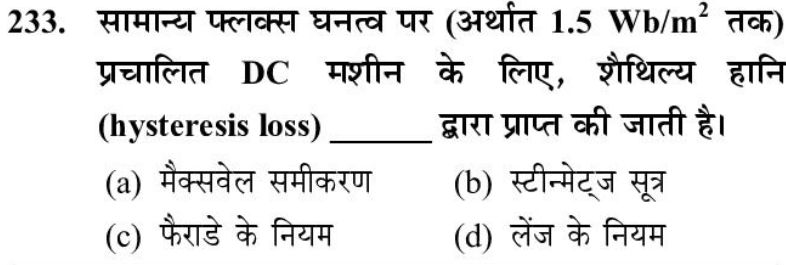 233. सामान्य फ्लक्स घनत्व पर (अर्थात 1.5 Wb/m² तक)
प्रचालित DC मशीन के लिए, शैथिल्य हानि
(hysteresis loss) ______ द्वारा प्राप्त की जाती है।
(a) मैक्सवेल समीकरण (b) स्टीन्मेट्ज सूत्र
(c) फैराडे के नियम (d) लेंज के नियम